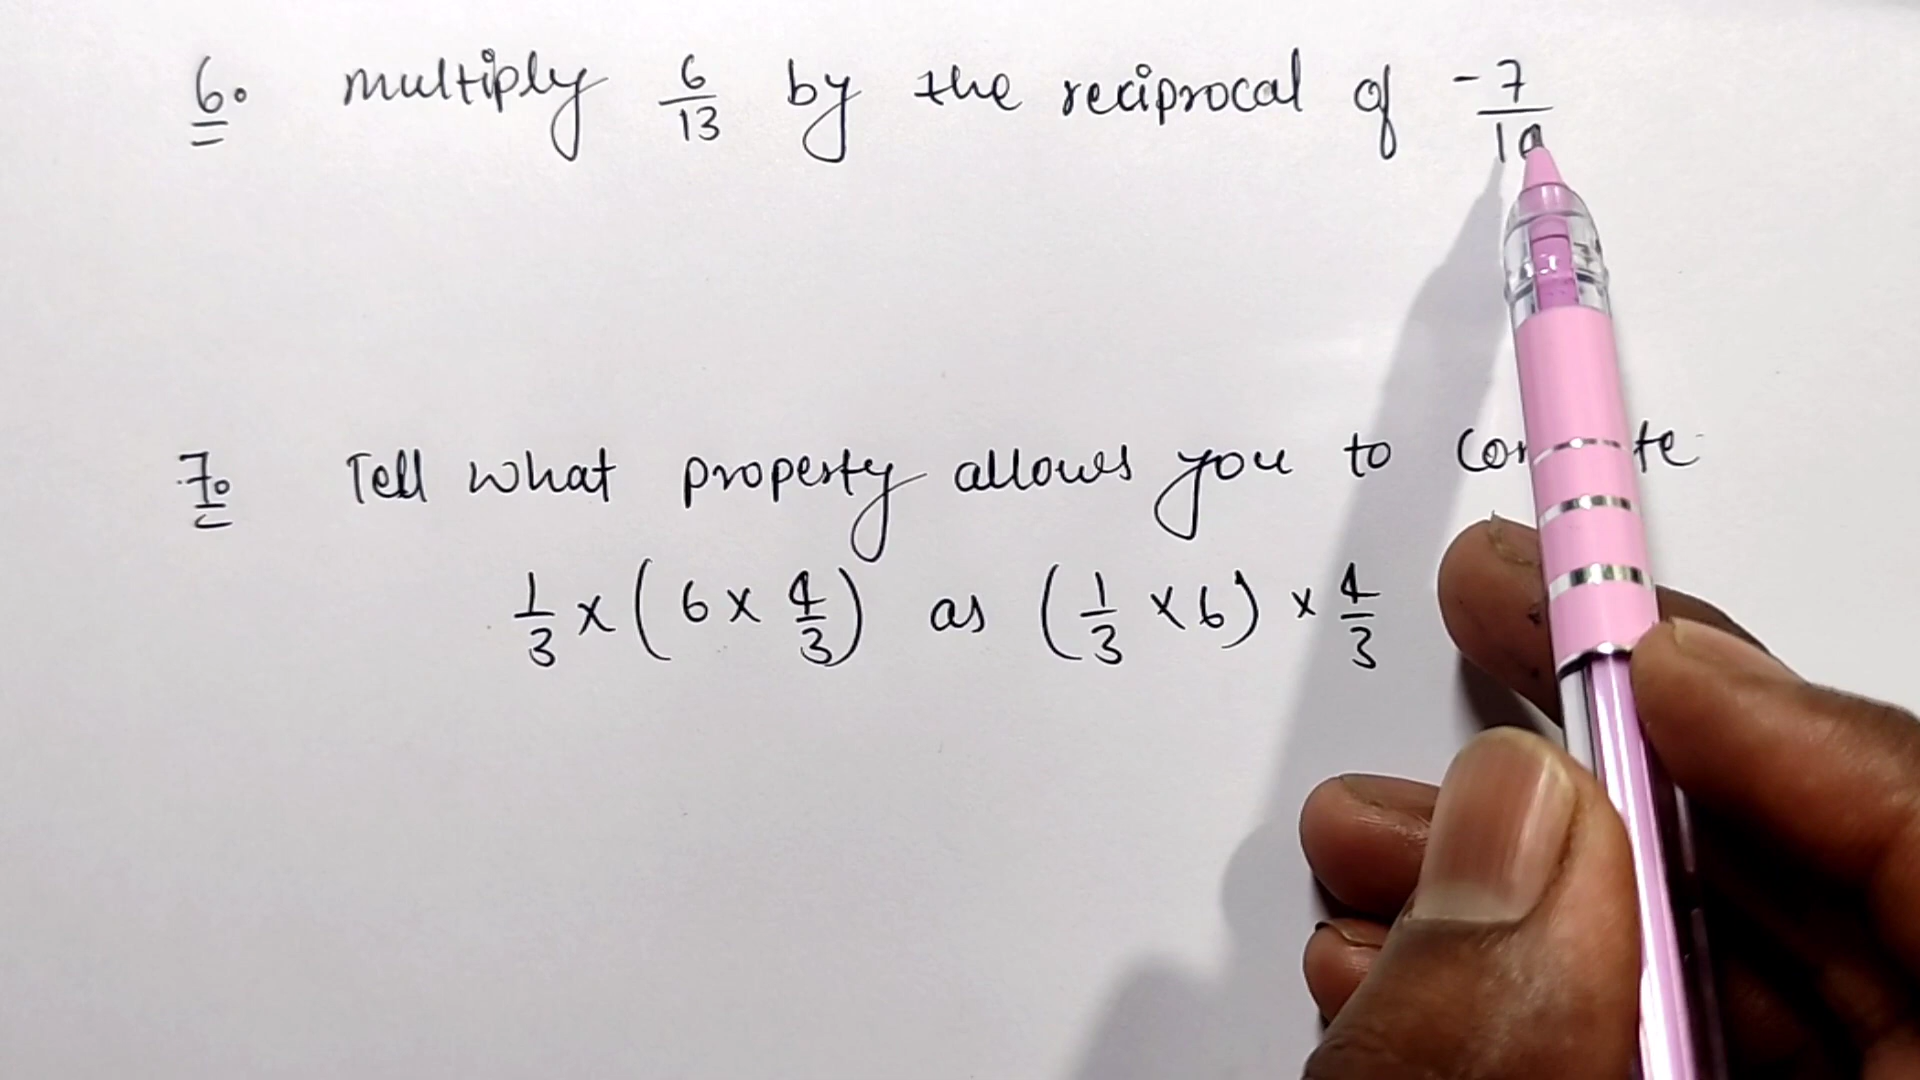 6. multiply 6/13 by the reciprocal of -7/
7. Tell what property allows you to
1/3 × (6 × 4/3) as (1/3 × 6) × 4/3